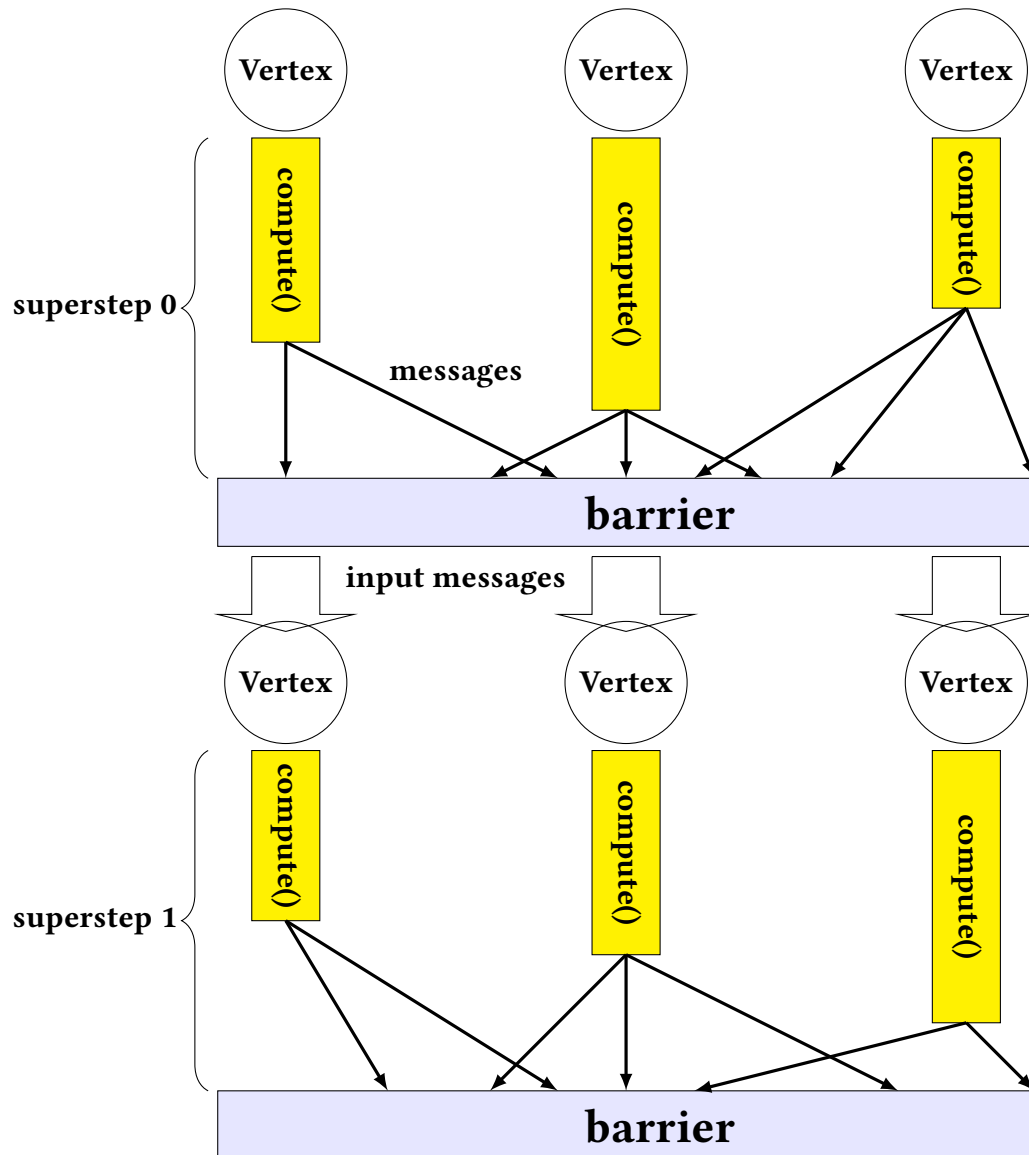 Vertex
Vertex
Vertex
compute()
compute()
compute()
superstep 0
messages
barrier
input messages
Vertex
Vertex
Vertex
compute()
compute()
compute()
superstep 1
barrier